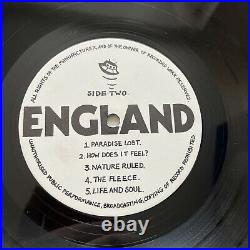 ALL RIGHTS OF THE MANUFACTURER AND OF THE OWNER OF RECORDED WORK RESERVED.
SIDE TWO
ENGLAND
1. PARADISE LOST.
2. HOW DOES IT FEEL?
3. NATURE RULED.
4. THE FLEECE.
5. LIFE AND SOUL.
UNAUTHORISED PUBLIC PERFORMANCE, BROADCASTING, COPYING OF RECORD PROHIBITED.